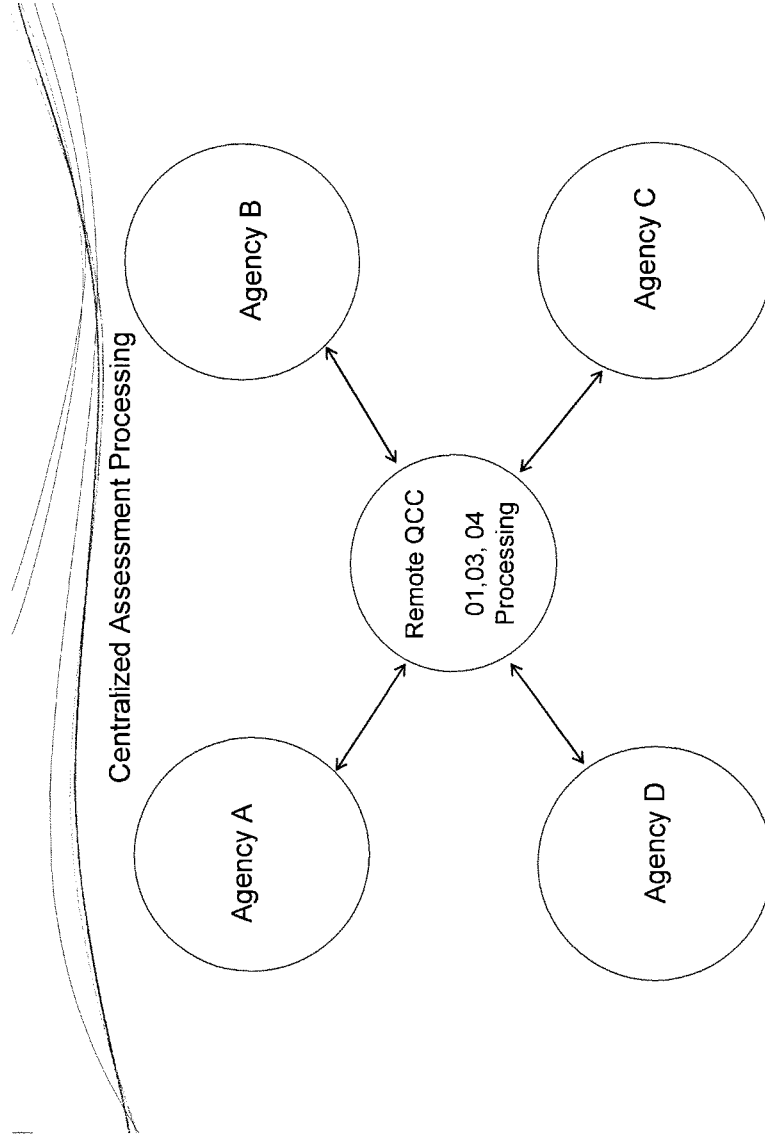 Centralized Assessment Processing
Agency A
Agency B
Remote QCC
01,03, 04
Processing
Agency D
Agency C